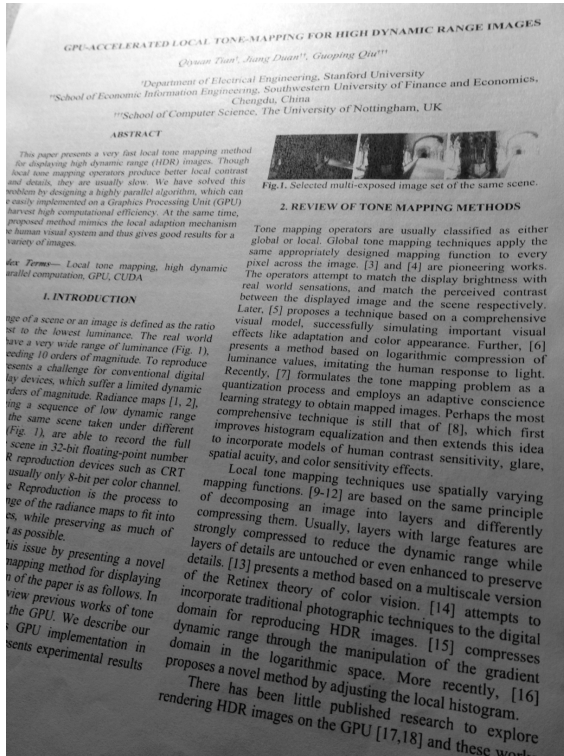 GPU-ACCELERATED LOCAL TONE-MAPPING FOR HIGH DYNAMIC RANGE IMAGES
Qiyuan Tian†, Jiang Duan††, Guoping Qiu†††
†Department of Electrical Engineering, Stanford University
††School of Economic Information Engineering, Southwestern University of Finance and Economics,
Chengdu, China
†††School of Computer Science, The University of Nottingham, UK
ABSTRACT
This paper presents a very fast local tone mapping method
for displaying high dynamic range (HDR) images. Though
local tone mapping operators produce better local contrast
and details, they are usually slow. We have solved this
problem by designing a highly parallel algorithm, which can
easily implemented on a Graphics Processing Unit (GPU)
harvest high computational efficiency. At the same time,
proposed method mimics the local adaption mechanism
human visual system and thus gives good results for a
variety of images.
Terms— Local tone mapping, high dynamic
parallel computation, GPU, CUDA
1. INTRODUCTION
of a scene or an image is defined as the ratio
to the lowest luminance. The real world
have a very wide range of luminance (Fig. 1),
10 orders of magnitude. To reproduce
a challenge for conventional digital
devices, which suffer a limited dynamic
orders of magnitude. Radiance maps [1, 2],
a sequence of low dynamic range
the same scene taken under different
(Fig. 1), are able to record the full
scene in 32-bit floating-point number
reproduction devices such as CRT
usually only 8-bit per color channel.
Reproduction is the process to
of the radiance maps to fit into
while preserving as much of
as possible.
issue by presenting a novel
mapping method for displaying
of the paper is as follows. In
view previous works of tone
the GPU. We describe our
GPU implementation in
experimental results
Fig.1. Selected multi-exposed image set of the same scene.
2. REVIEW OF TONE MAPPING METHODS
Tone mapping operators are usually classified as either
global or local. Global tone mapping techniques apply the
same appropriately designed mapping function to every
pixel across the image. [3] and [4] are pioneering works.
The operators attempt to match the display brightness with
real world sensations, and match the perceived contrast
between the displayed image and the scene respectively.
Later, [5] proposes a technique based on a comprehensive
visual model, successfully simulating important visual
effects like adaptation and color appearance. Further, [6]
presents a method based on logarithmic compression of
luminance values, imitating the human response to light.
Recently, [7] formulates the tone mapping problem as a
quantization process and employs an adaptive conscience
learning strategy to obtain mapped images. Perhaps the most
comprehensive technique is still that of [8], which first
improves histogram equalization and then extends this idea
to incorporate models of human contrast sensitivity, glare,
spatial acuity, and color sensitivity effects.
Local tone mapping techniques use spatially varying
mapping functions. [9-12] are based on the same principle
of decomposing an image into layers and differently
compressing them. Usually, layers with large features are
strongly compressed to reduce the dynamic range while
layers of details are untouched or even enhanced to preserve
details. [13] presents a method based on a multiscale version
of the Retinex theory of color vision. [14] attempts to
incorporate traditional photographic techniques to the digital
domain for reproducing HDR images. [15] compresses
dynamic range through the manipulation of the gradient
domain in the logarithmic space. More recently, [16]
proposes a novel method by adjusting the local histogram.
There has been little published research to explore
rendering HDR images on the GPU [17,18] and these